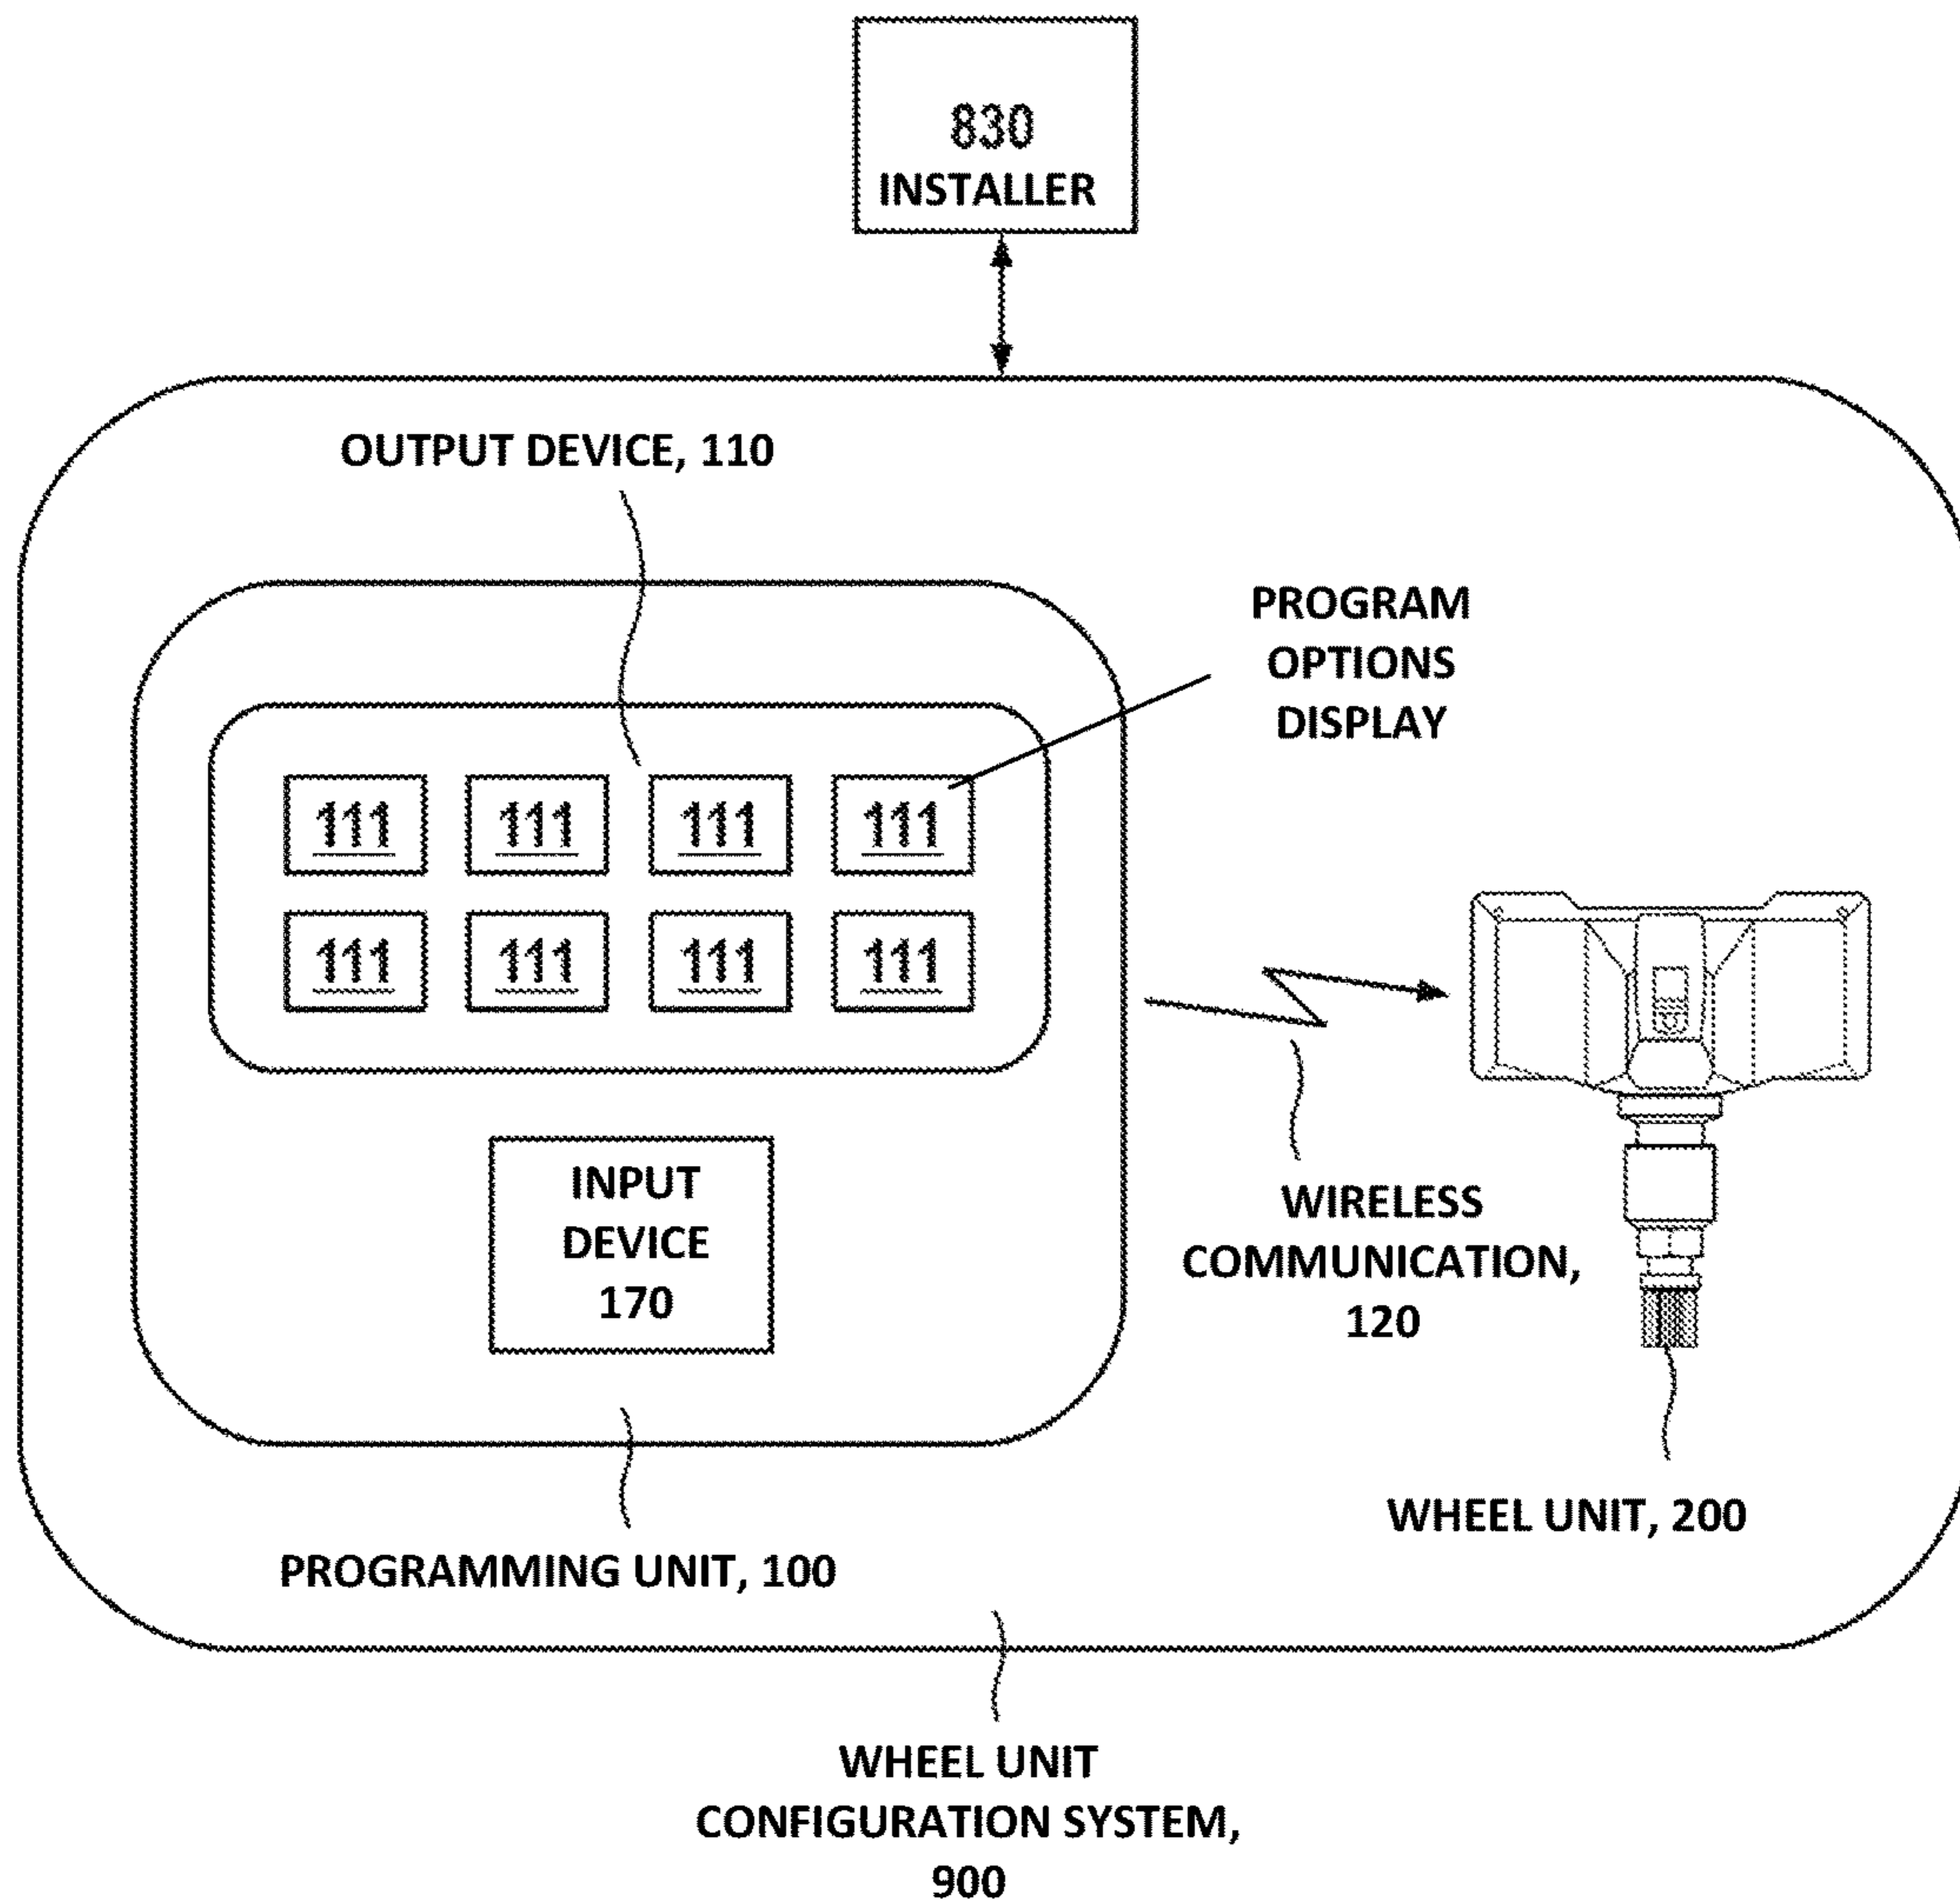 830
INSTALLER
OUTPUT DEVICE, 110
PROGRAM
OPTIONS
DISPLAY
111 111 111 111
111 111 111 111
INPUT
DEVICE
170
WIRELESS
COMMUNICATION,
120
WHEEL UNIT, 200
PROGRAMMING UNIT, 100
WHEEL UNIT
CONFIGURATION SYSTEM,
900